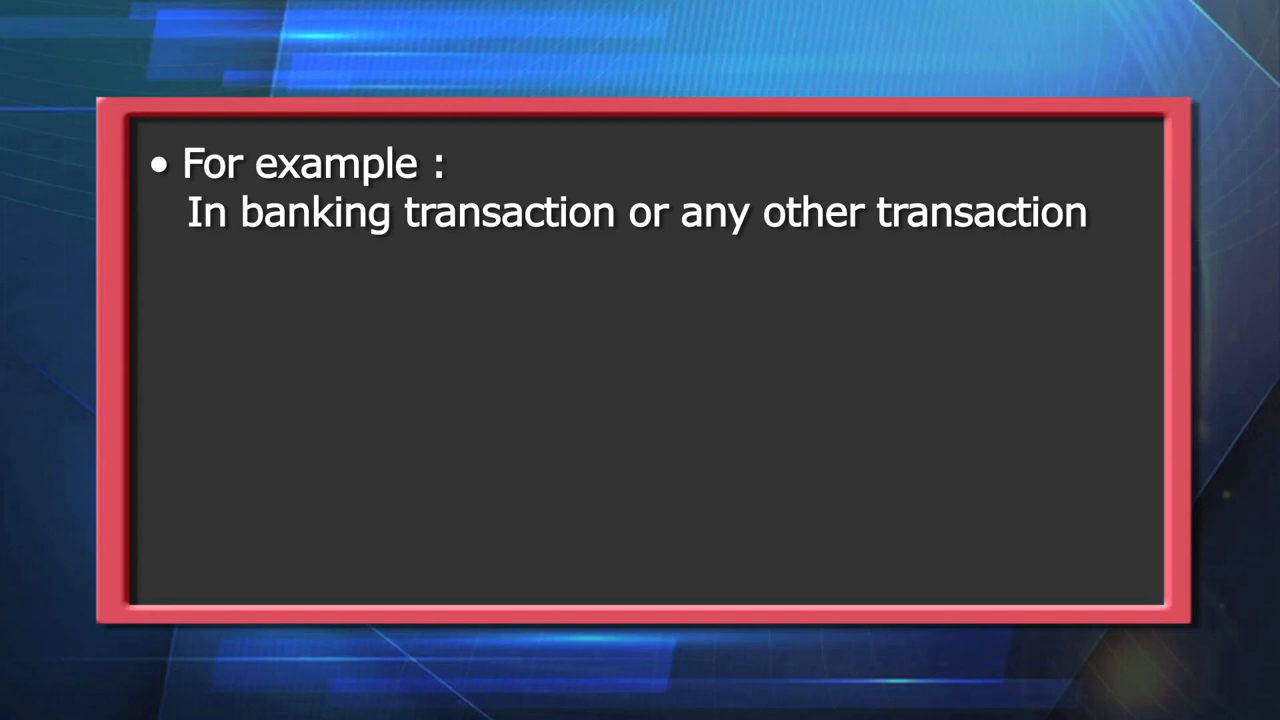 • For example :
In banking transaction or any other transaction